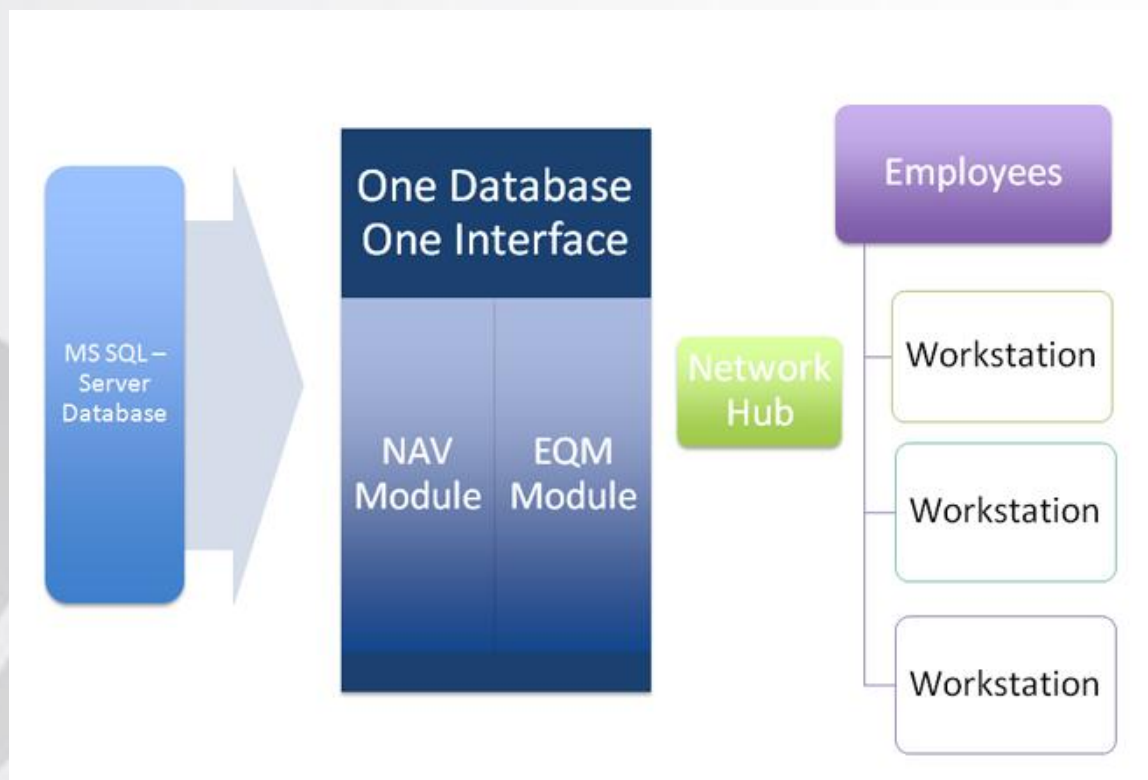 MS SQL –
Server
Database
One Database
One Interface
NAV
Module
EQM
Module
Network
Hub
Employees
Workstation
Workstation
Workstation